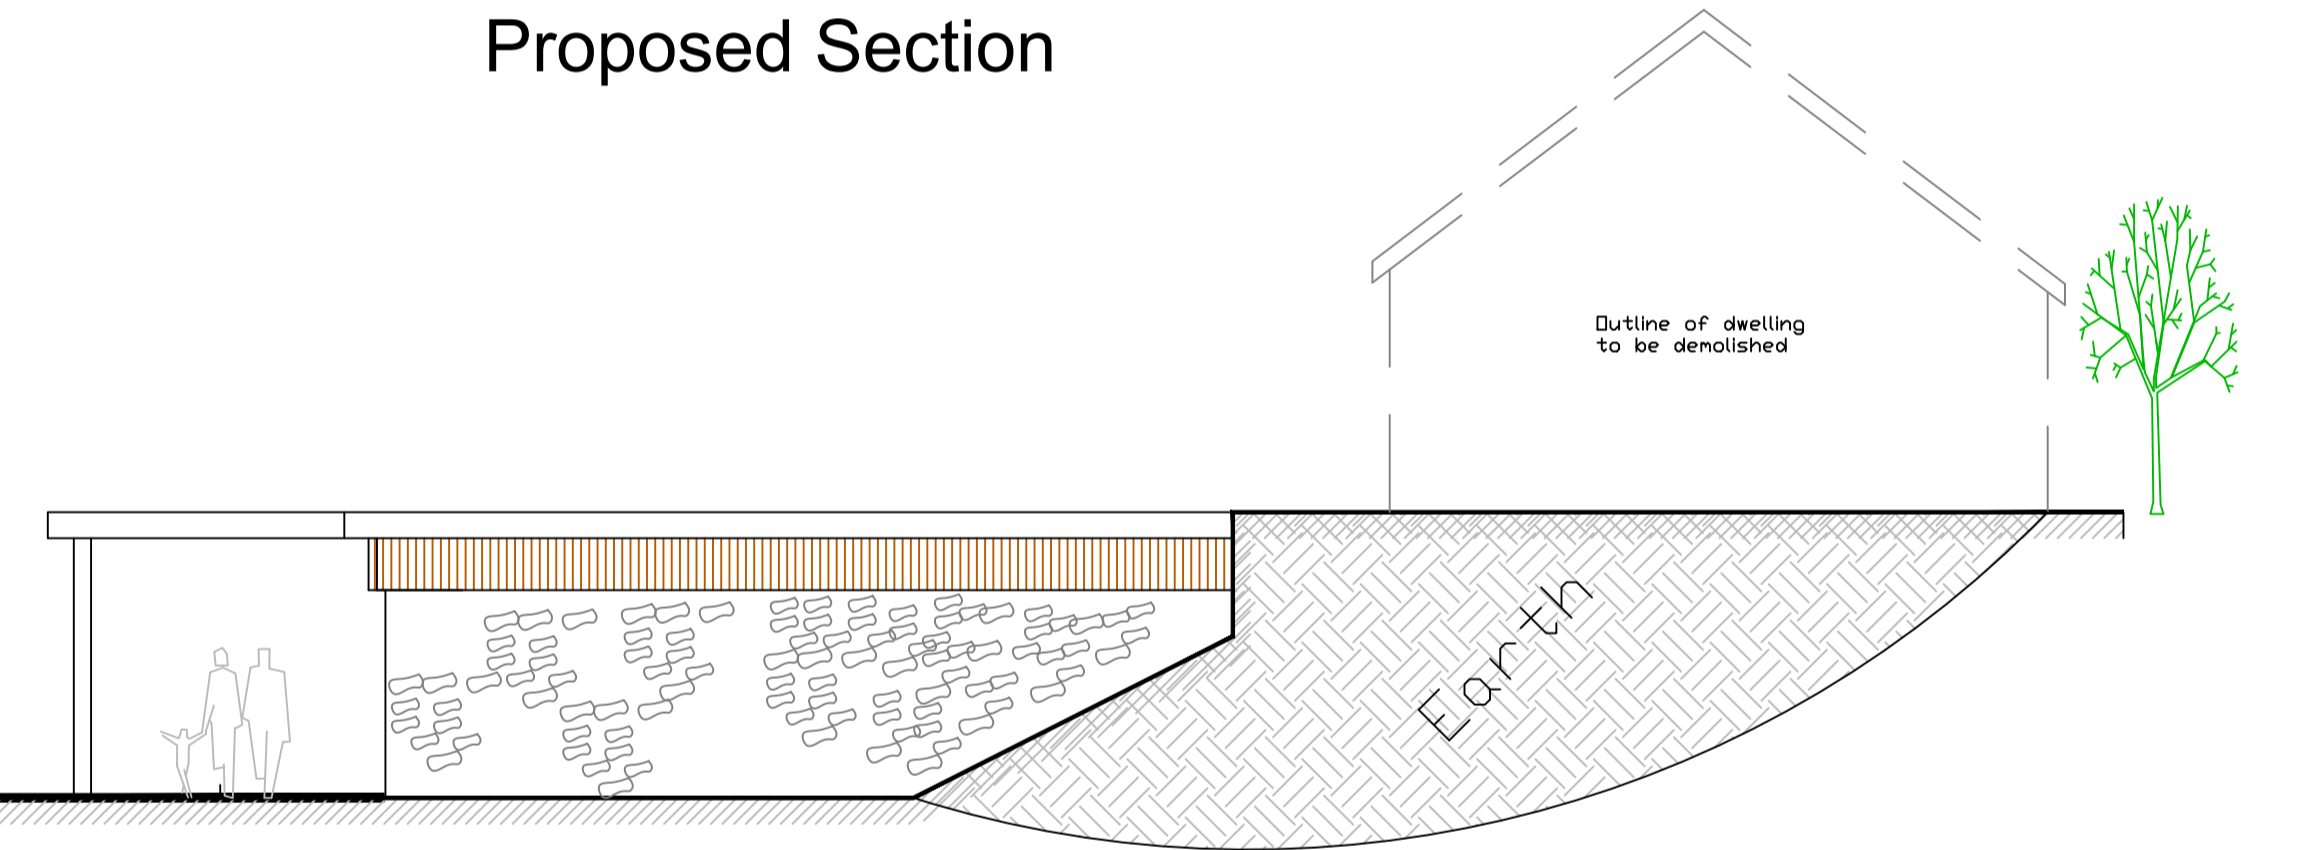 Proposed Section
Outline of dwelling
to be demolished
Earth